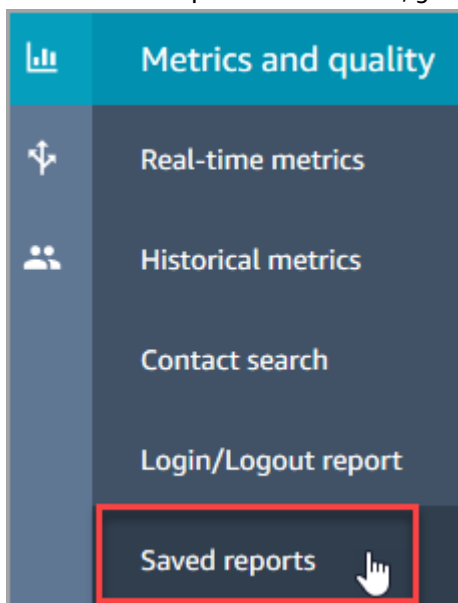 Metrics and quality
Real-time metrics
Historical metrics
Contact search
Login/Logout report
Saved reports